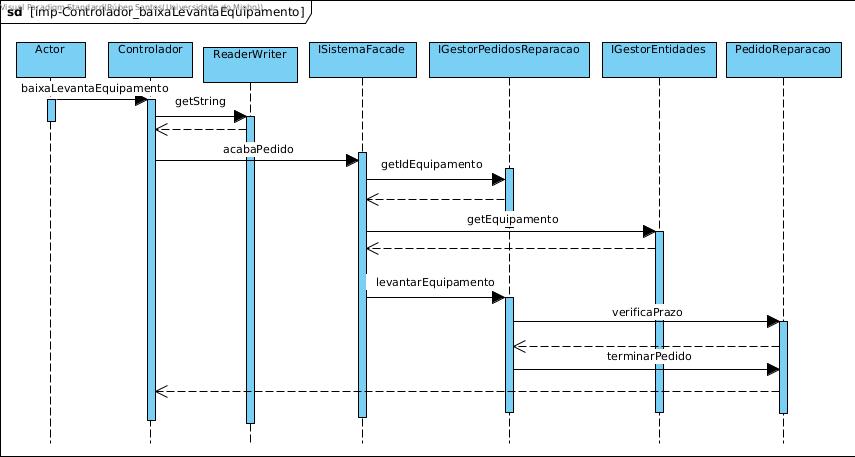 Visual Paradigm Standard(Rúben Santos(Universidade do Minho))
sd [imp-Controlador_baixaLevantaEquipamento]
Actor Controlador ReaderWriter ISistemaFacade IGestorPedidosReparacao IGestorEntidades PedidoReparacao
baixaLevantaEquipamento
getString
acabaPedido
getIdEquipamento
getEquipamento
levantarEquipamento
verificaPrazo
terminarPedido